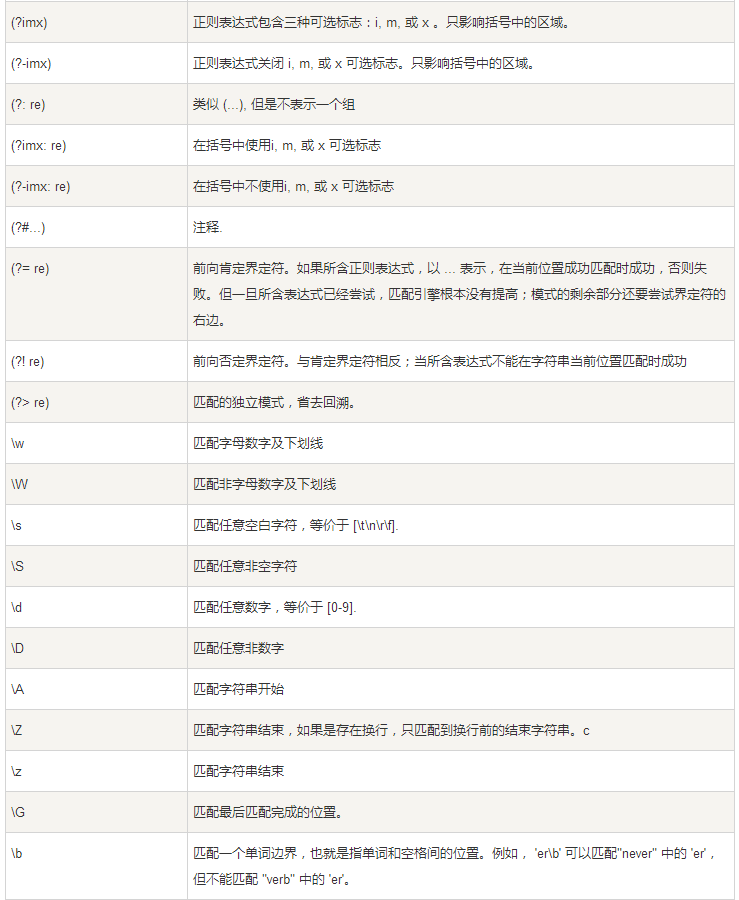 (?imx) 正则表达式包含三种可选标志：i, m, 或 x 。只影响括号中的区域。
(?-imx) 正则表达式关闭 i, m, 或 x 可选标志。只影响括号中的区域。
(?: re) 类似 (...), 但是不表示一个组
(?imx: re) 在括号中使用i, m, 或 x 可选标志
(?-imx: re) 在括号中不使用i, m, 或 x 可选标志
(?#...) 注释.
(?= re) 前向肯定界定符。如果所含正则表达式，以 ... 表示，在当前位置成功匹配时成功，否则失
败。但一旦所含表达式已经尝试，匹配引擎根本没有提高；模式的剩余部分还要尝试界定符的
右边。
(?! re) 前向否定界定符。与肯定界定符相反；当所含表达式不能在字符串当前位置匹配时成功
(?> re) 匹配的独立模式，省去回溯。
\w 匹配字母数字及下划线
\W 匹配非字母数字及下划线
\s 匹配任意空白字符，等价于 [\t\n\r\f].
\S 匹配任意非空字符
\d 匹配任意数字，等价于 [0-9].
\D 匹配任意非数字
\A 匹配字符串开始
\Z 匹配字符串结束，如果是存在换行，只匹配到换行前的结束字符串。c
\z 匹配字符串结束
\G 匹配最后匹配完成的位置。
\b 匹配一个单词边界，也就是指单词和空格间的位置。例如， 'er\b' 可以匹配"never" 中的 'er'，
但不能匹配 "verb" 中的 'er'。